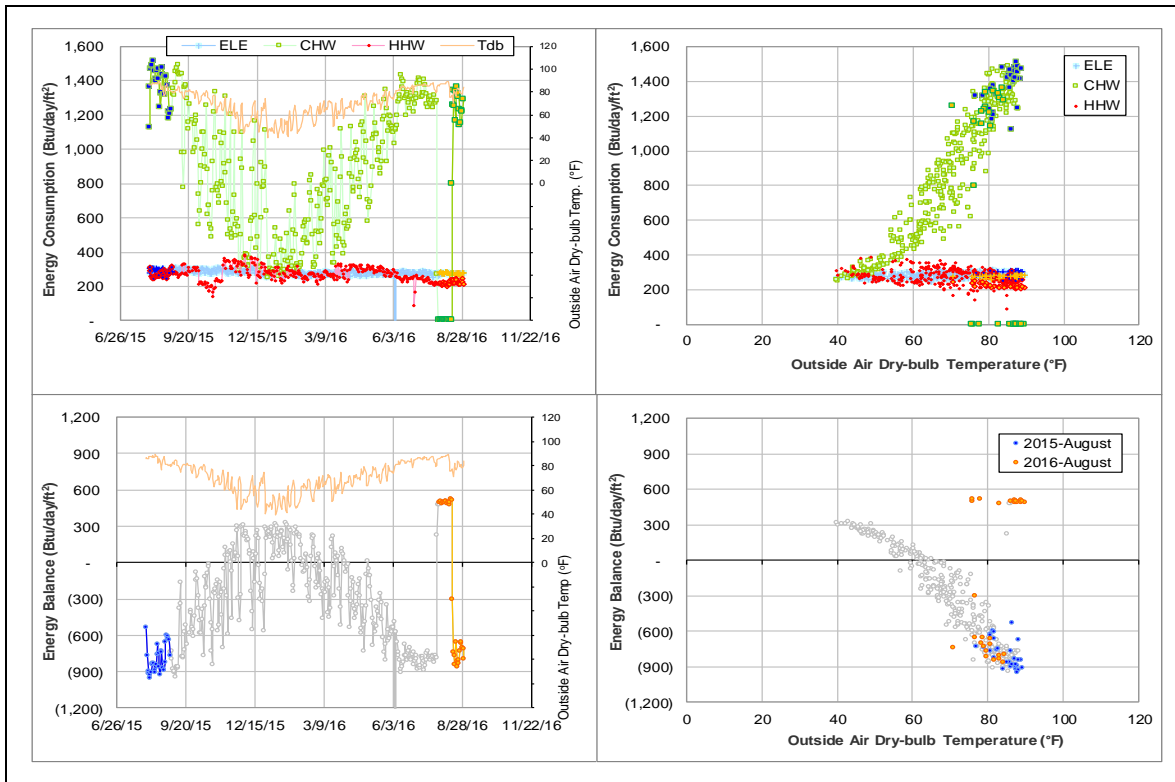 ELE CHW HHW Tdb
Energy Consumption (Btu/day/ft²)
1,600
1,400
1,200
1,000
800
600
400
200
-
6/26/15 9/20/15 12/15/15 3/9/16 6/3/16 8/28/16 11/22/16
120
100
80
60
40
20
0
Outside Air Dry-bulb Temp. (°F)
ELE
CHW
HHW
Energy Consumption (Btu/day/ft²)
1,600
1,400
1,200
1,000
800
600
400
200
-
0 20 40 60 80 100 120
Outside Air Dry-bulb Temperature (°F)
Energy Balance (Btu/day/ft²)
1,200
900
600
300
-
(300)
(600)
(900)
(1,200)
6/26/15 9/20/15 12/15/15 3/9/16 6/3/16 8/28/16 11/22/16
120
100
80
60
40
20
0
Outside Air Dry-bulb Temp (°F)
2015-August
2016-August
Energy Balance (Btu/day/ft²)
1,200
900
600
300
-
(300)
(600)
(900)
(1,200)
0 20 40 60 80 100 120
Outside Air Dry-bulb Temperature (°F)